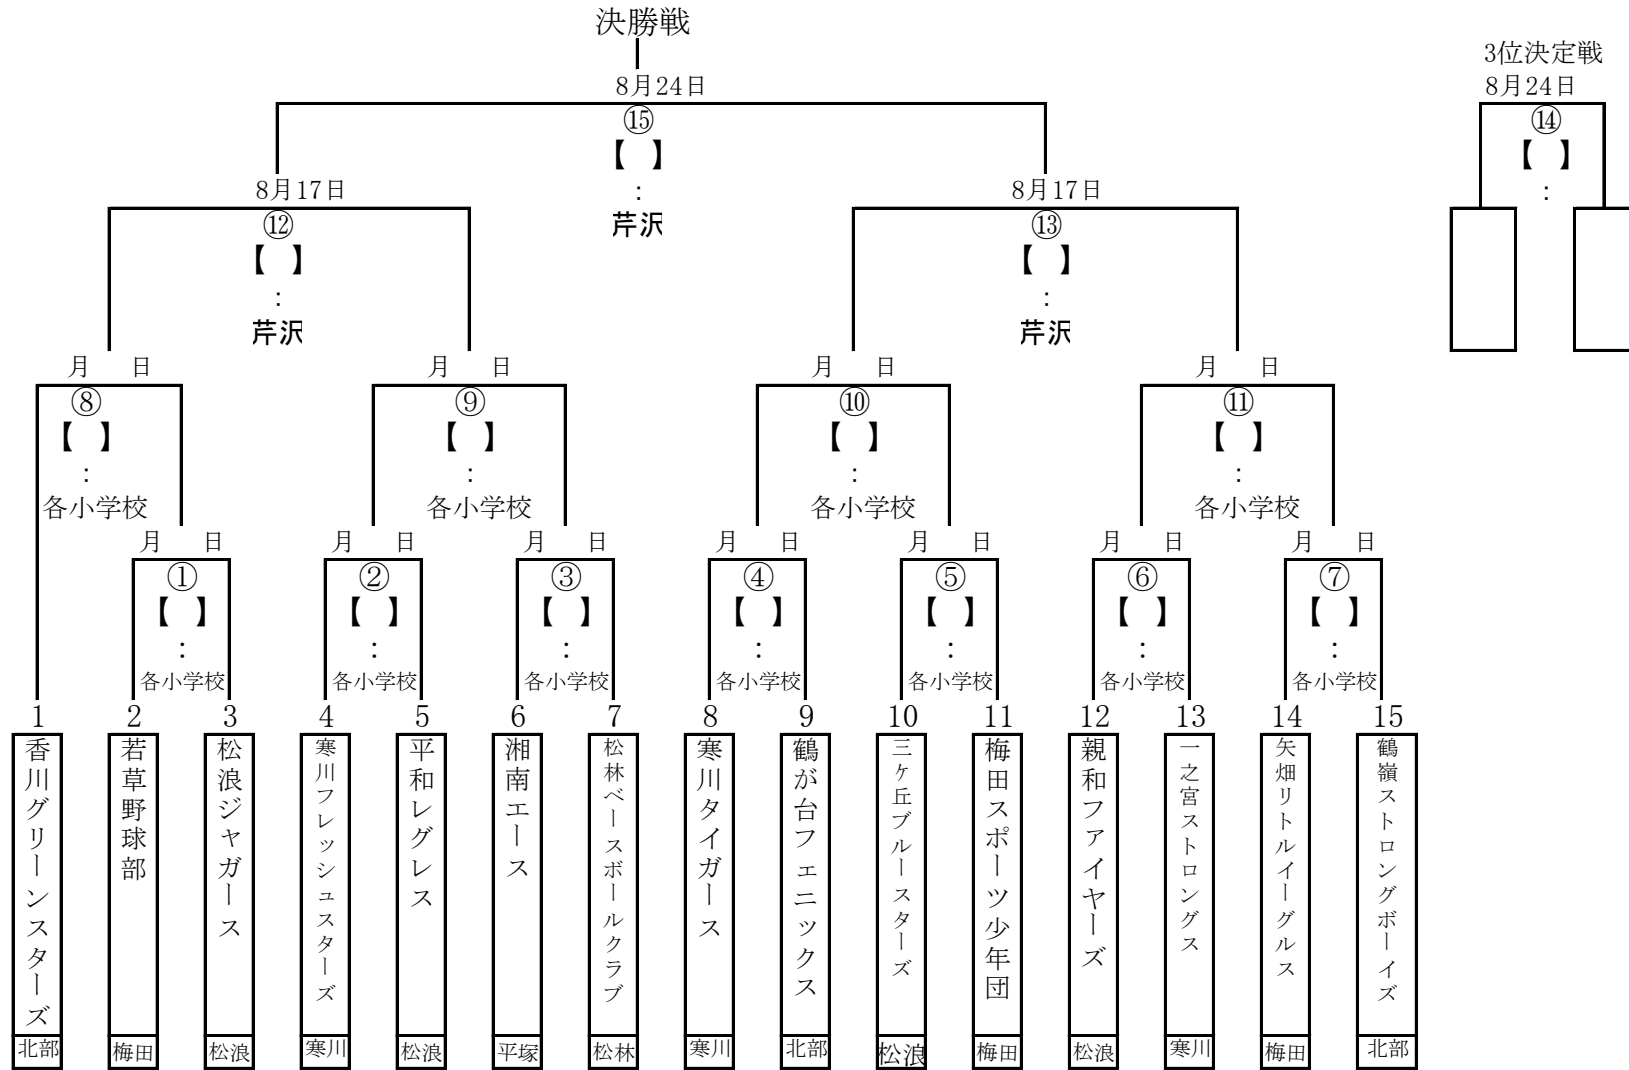 決勝戦
8月24日
⑮
【 】
:
芹沢
3位決定戦
8月24日
⑭
【 】
:
8月17日
⑫
【 】
:
芹沢
8月17日
⑬
【 】
:
芹沢
月 日
⑧
【 】
:
各小学校
月 日
⑨
【 】
:
各小学校
月 日
⑩
【 】
:
各小学校
月 日
⑪
【 】
:
各小学校
月 日
①
【 】
:
各小学校
月 日
②
【 】
:
各小学校
月 日
③
【 】
:
各小学校
月 日
④
【 】
:
各小学校
月 日
⑤
【 】
:
各小学校
月 日
⑥
【 】
:
各小学校
月 日
⑦
【 】
:
各小学校
1
香川グリーンスターズ
北部
2
若草野球部
梅田
3
松浪ジャガース
松浪
4
寒川フレッシュスターズ
寒川
5
平和レグレス
松浪
6
湘南エース
平塚
7
松林ベースボールクラブ
松林
8
寒川タイガース
寒川
9
鶴が台フェニックス
北部
10
三ケ丘ブルースターズ
松浪
11
梅田スポーツ少年団
梅田
12
親和ファイヤーズ
松浪
13
一之宮ストロングス
寒川
14
矢畑リトルイーグルス
梅田
15
鶴嶺ストロングボーイズ
北部